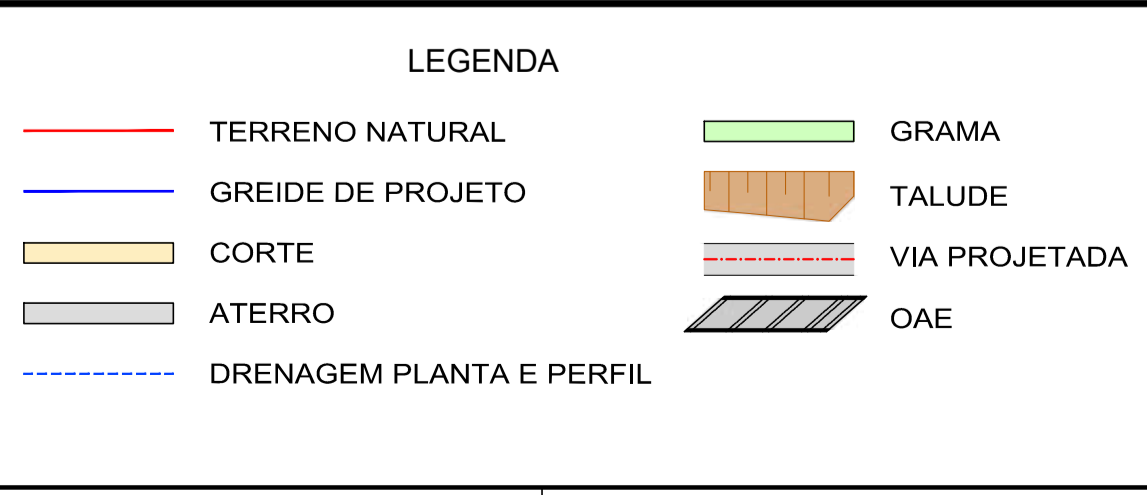 LEGENDA
TERRENO NATURAL
GREIDE DE PROJETO
CORTE
ATERRO
DRENAGEM PLANTA E PERFIL
GRAMA
TALUDE
VIA PROJETADA
OAE